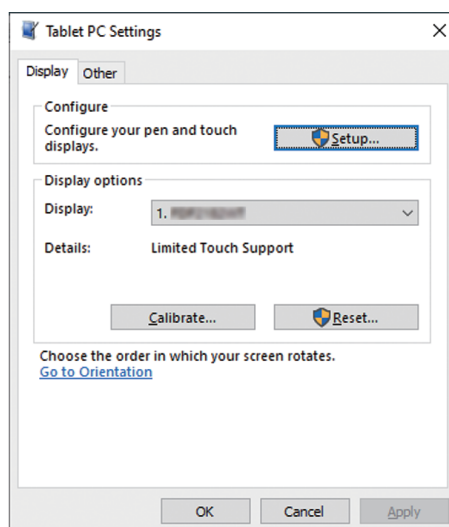 Tablet PC Settings
Display
Other
Configure
Configure your pen and touch
displays.
Setup...
Display options
Display:
1.
Details:
Limited Touch Support
Calibrate...
Reset...
Choose the order in which your screen rotates.
Go to Orientation
OK
Cancel
Apply